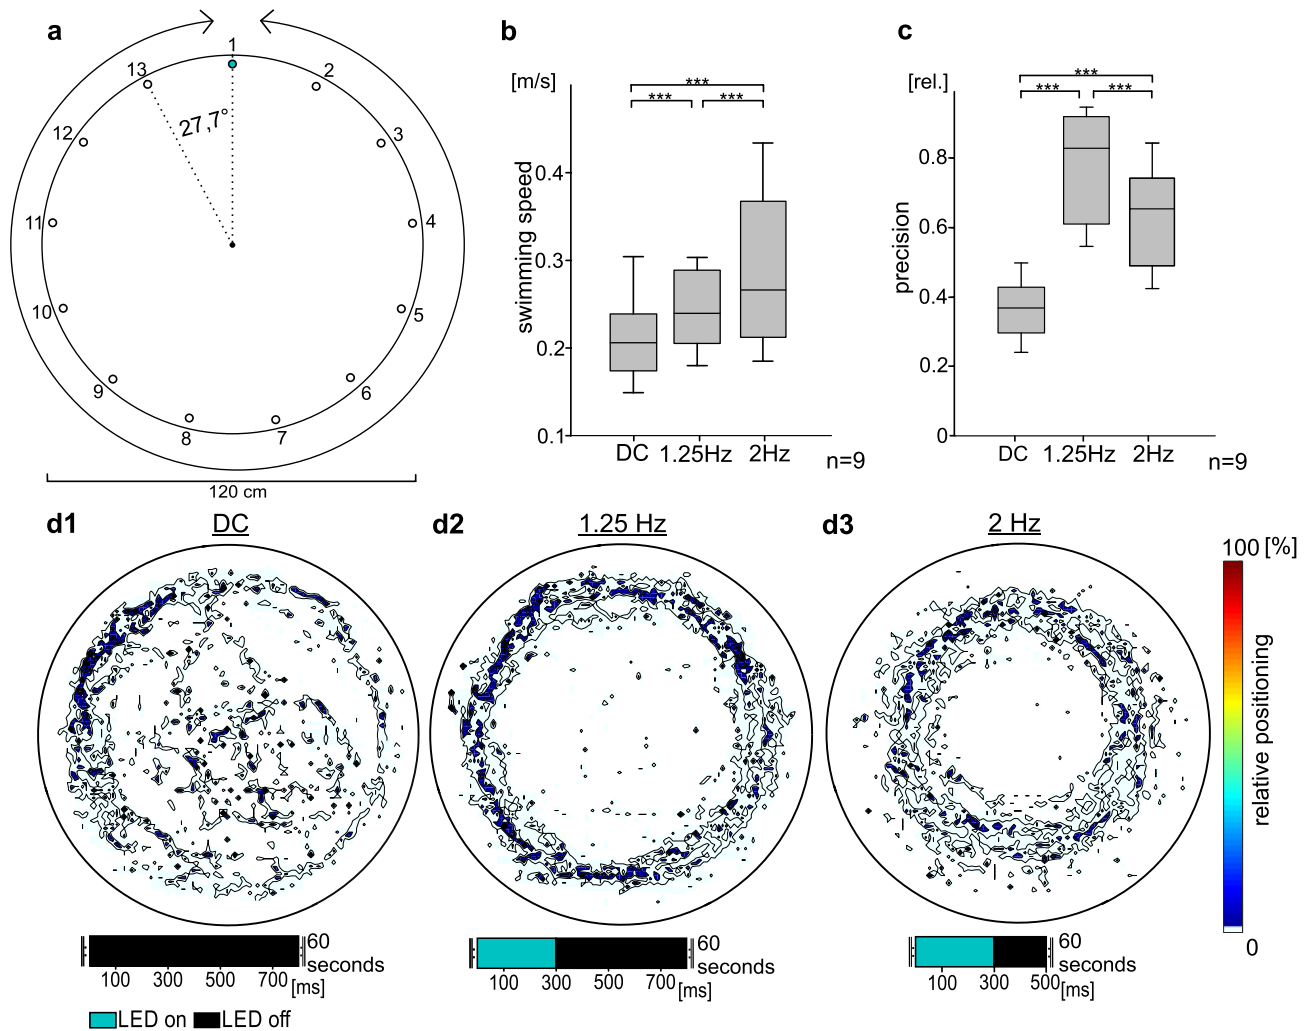 a
1
2
3
4
5
6
7
8
9
10
11
12
13
27,7°
120 cm
b
[m/s]
***
*** ***
swimming speed
0.4
0.3
0.2
0.1
DC 1.25Hz 2Hz
n=9
c
[rel.]
***
*** ***
precision
0.8
0.6
0.4
0.2
0
DC 1.25Hz 2Hz
n=9
d1 DC
d2 1.25 Hz
d3 2 Hz
100 [%]
relative positioning
0
60
seconds
100 300 500 700 [ms]
60
seconds
100 300 500 700 [ms]
60
seconds
100 300 500 [ms]
LED on LED off